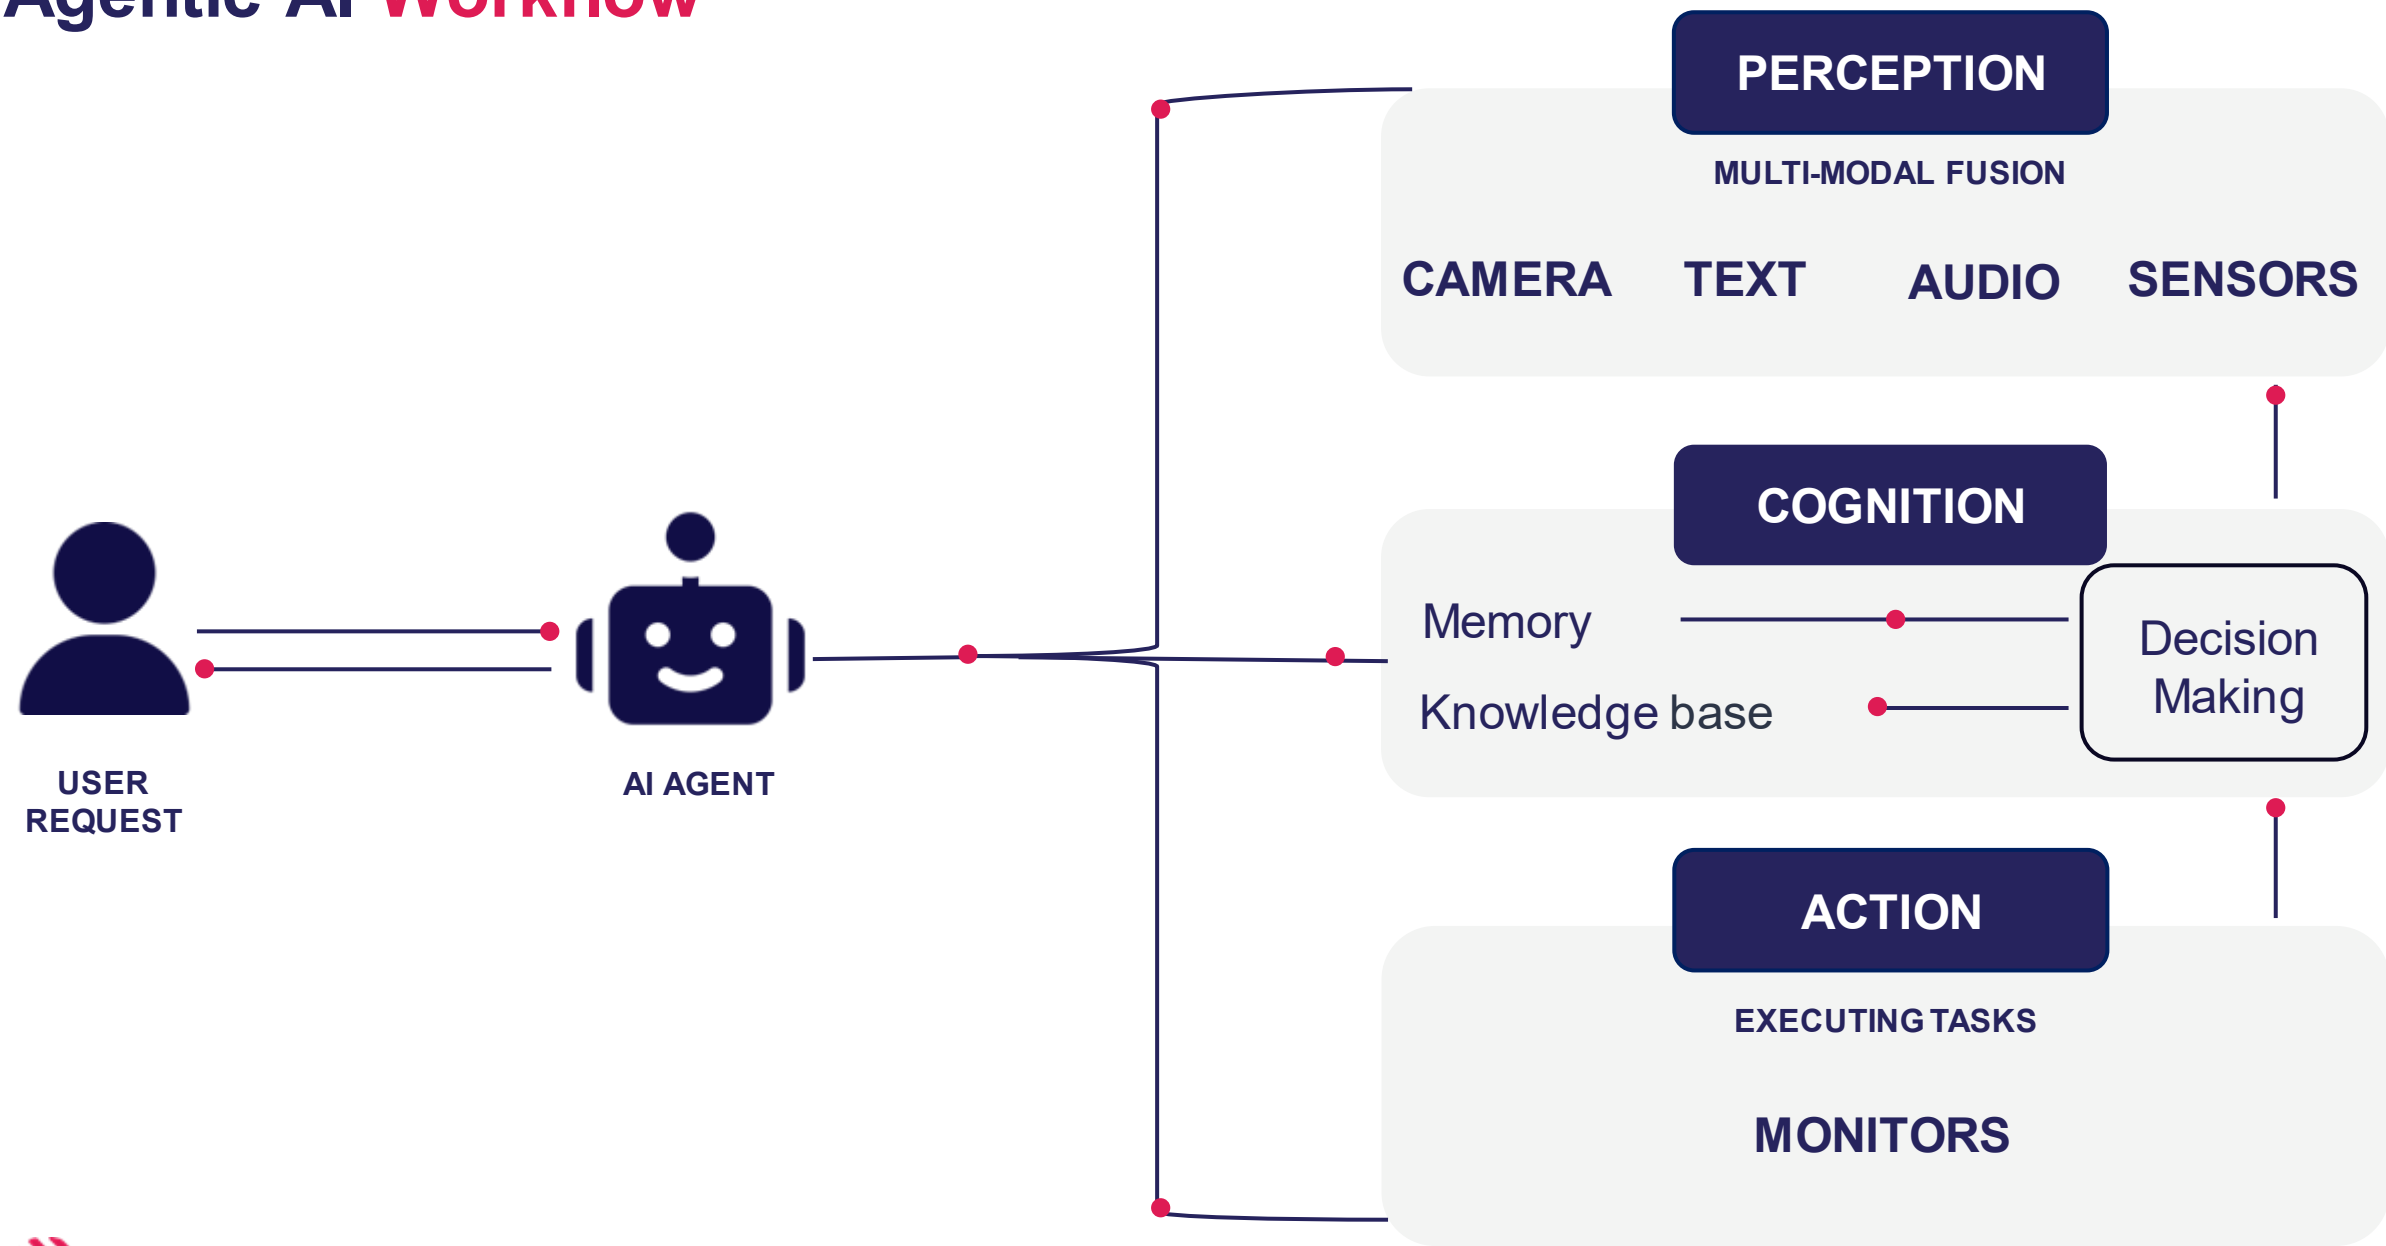 Agentic AI Workflow
PERCEPTION
MULTI-MODAL FUSION
CAMERA TEXT AUDIO SENSORS
COGNITION
Memory
Knowledge base
Decision
Making
USER
REQUEST
AI AGENT
ACTION
EXECUTING TASKS
MONITORS